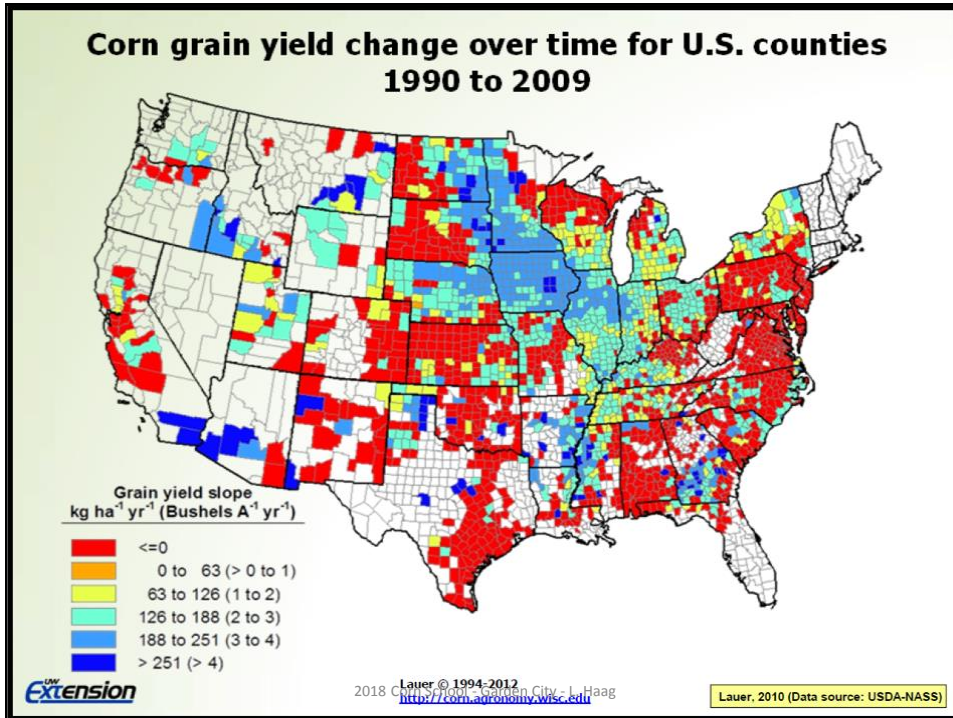 Corn grain yield change over time for U.S. counties
1990 to 2009
Grain yield slope
kg ha⁻¹ yr⁻¹ (Bushels A⁻¹ yr⁻¹)
<=0
0 to 63 (> 0 to 1)
63 to 126 (1 to 2)
126 to 188 (2 to 3)
188 to 251 (3 to 4)
> 251 (> 4)
UW
Extension
Lauer © 1994-2012
2018 Corn School - Garden City - L. Haag
http://corn.agronomy.wisc.edu
Lauer, 2010 (Data source: USDA-NASS)